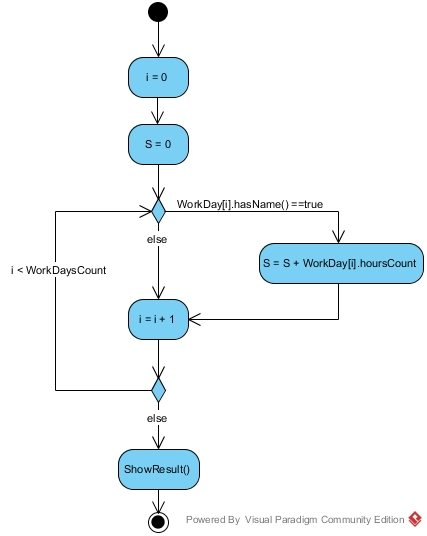 i = 0
S = 0
WorkDay[i].hasName() ==true
else
S = S + WorkDay[i].hoursCount
i < WorkDaysCount
i = i + 1
else
ShowResult()
Powered By Visual Paradigm Community Edition